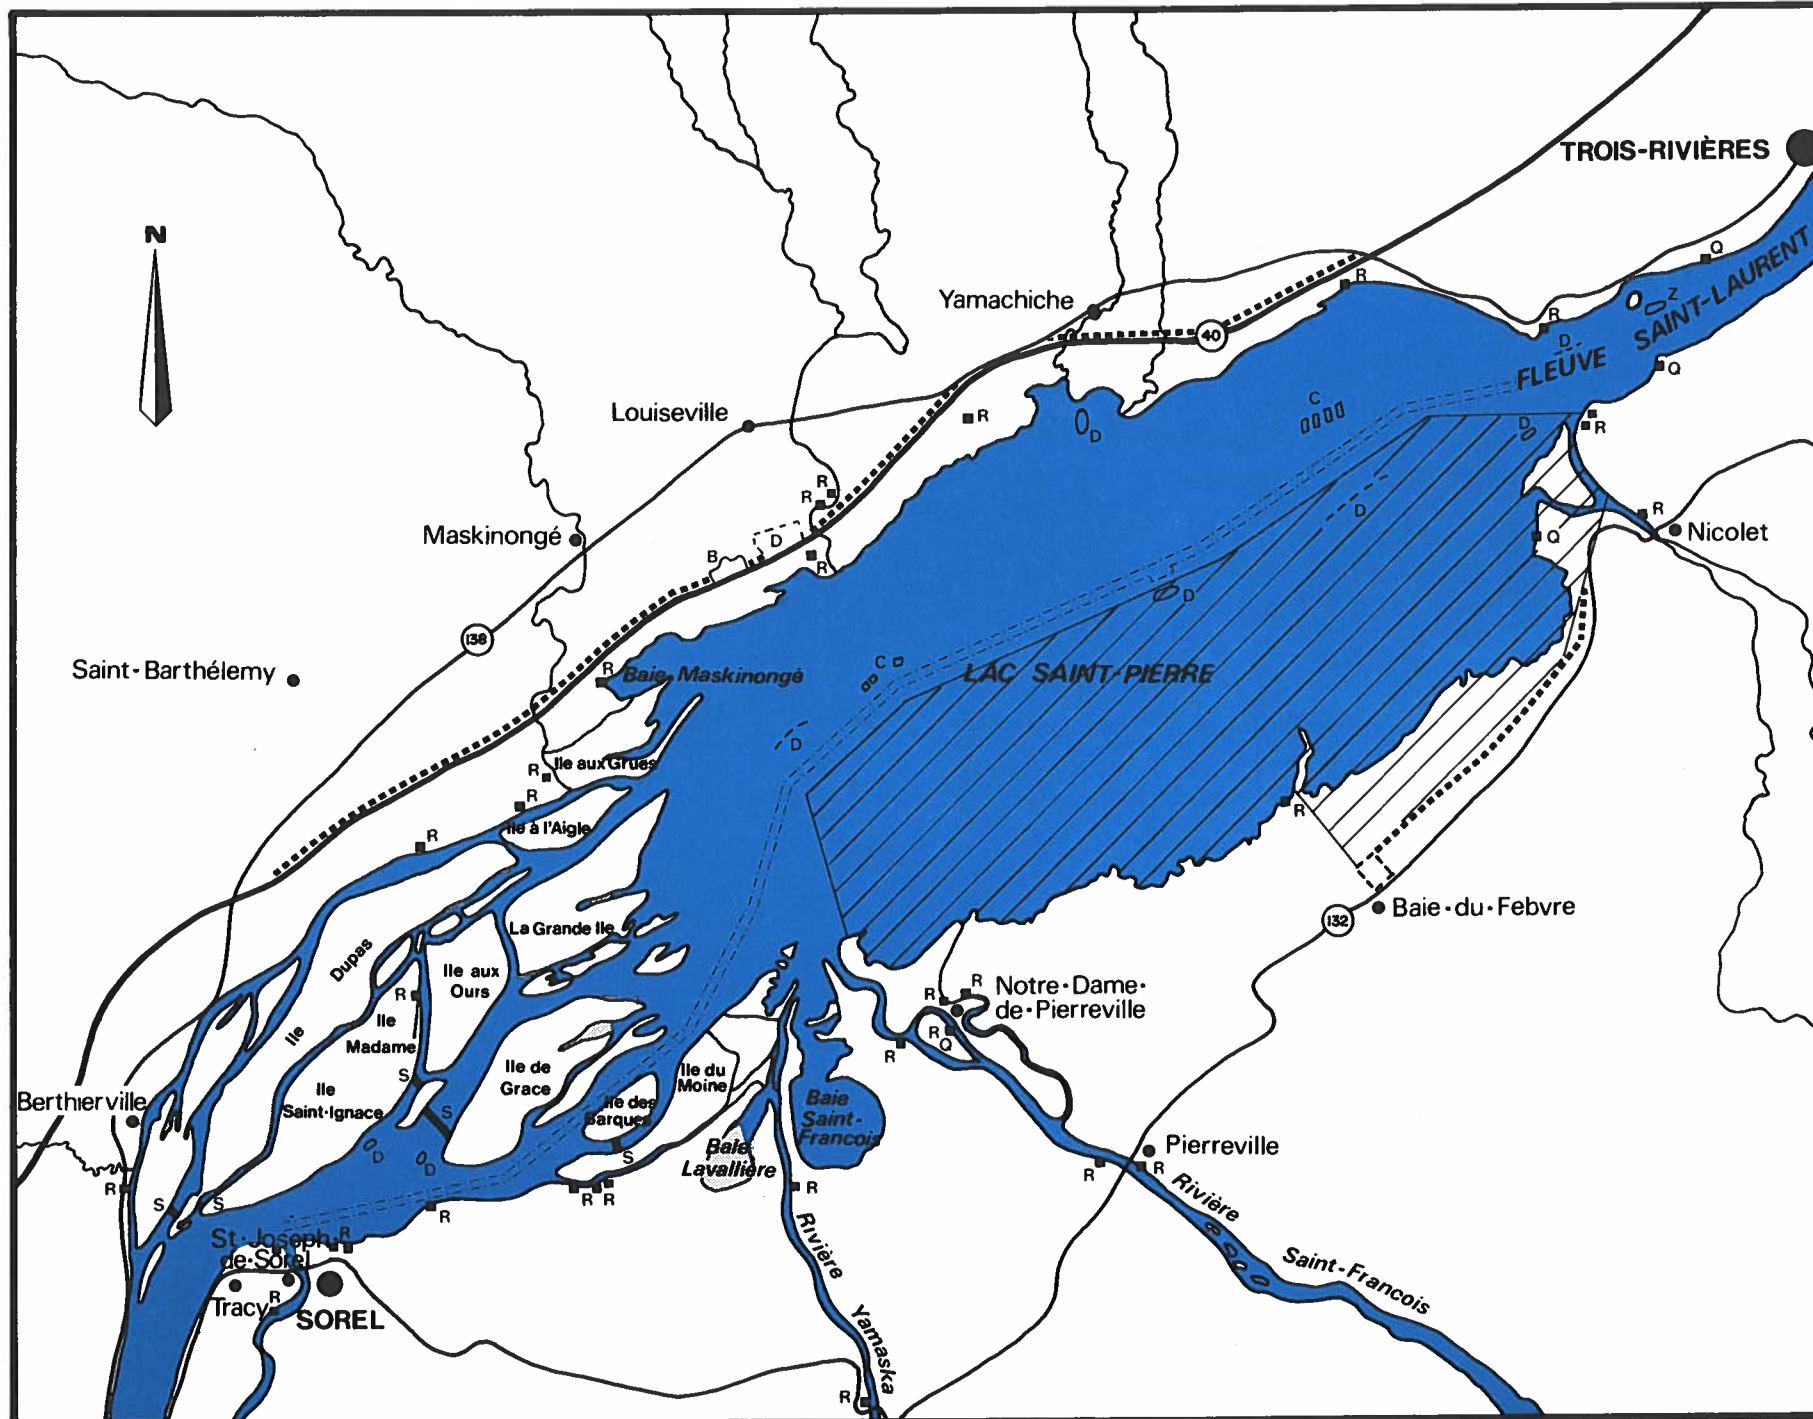 TROIS-RIVIÈRES
N
Q
Z
SAINT-LAURENT
R
Yamachiche
R
40
D
FLEUVE
Q
C
Louiseville
R
D
D
R
R
R
D
R
Maskinongé
D
Nicolet
B
R
Q
D
138
Saint-Barthélemy
R
Baie Maskinongé
C
LAC SAINT-PIERRE
D
Ile aux Grues
R
R
R
Ile à l'Aigle
R
132
Baie-du-Febvre
La Grande Ile
Dupas
Ile aux
Ours
R
R
R
Notre-Dame-
de-Pierreville
Ile
Ile
Madame
R
Q
R
Ile de
Grace
Ile du
Moine
S
Ile
Saint-Ignace
Berthierville
S
Ile des
Barques
Baie
Saint-
Francois
D
D
S
Baie
Lavallière
Pierreville
R
R
R
S
S
R
R
R
R
Rivière
Rivière
St-Joseph
de-Sorel
R
Saint-Francois
Tracy
R
SOREL
Yamaska
R